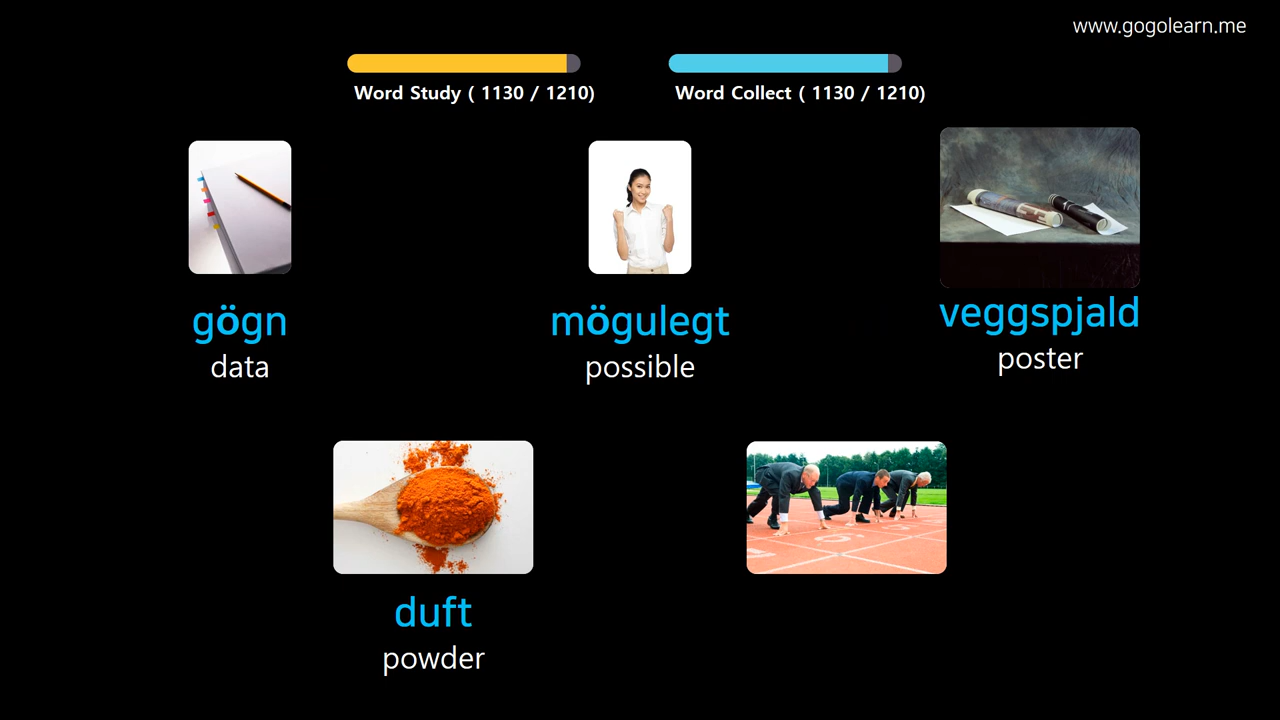 www.gogolearn.me
Word Study ( 1130 / 1210)
Word Collect ( 1130 / 1210)
gögn
data
mögulegt
possible
veggspjald
poster
duft
powder